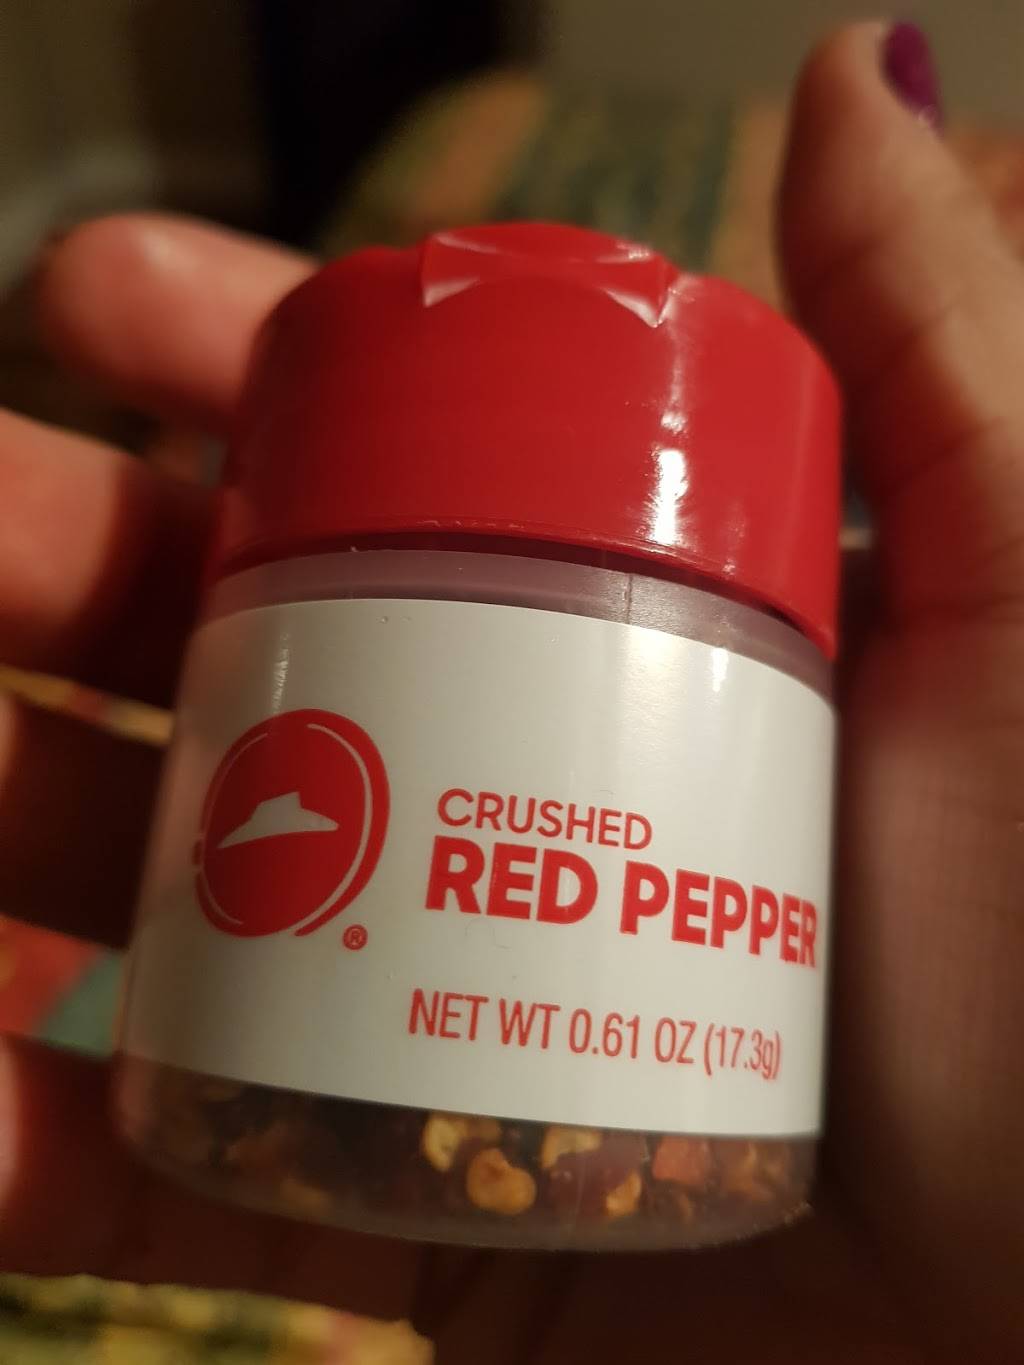 CRUSHED
RED PEPPER
NET WT 0.61 OZ (17.3g)
®